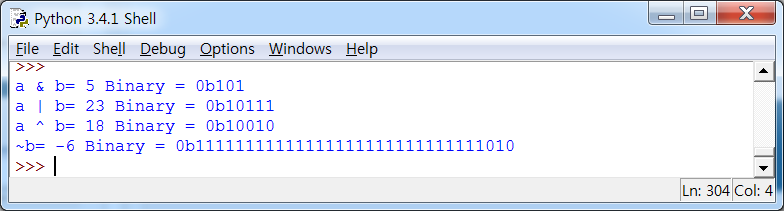 Python 3.4.1 Shell
File Edit Shell Debug Options Windows Help
>>>
a & b= 5 Binary = 0b101
a | b= 23 Binary = 0b10111
a ^ b= 18 Binary = 0b10010
~b= -6 Binary = 0b11111111111111111111111111111010
>>>
Ln: 304 Col: 4